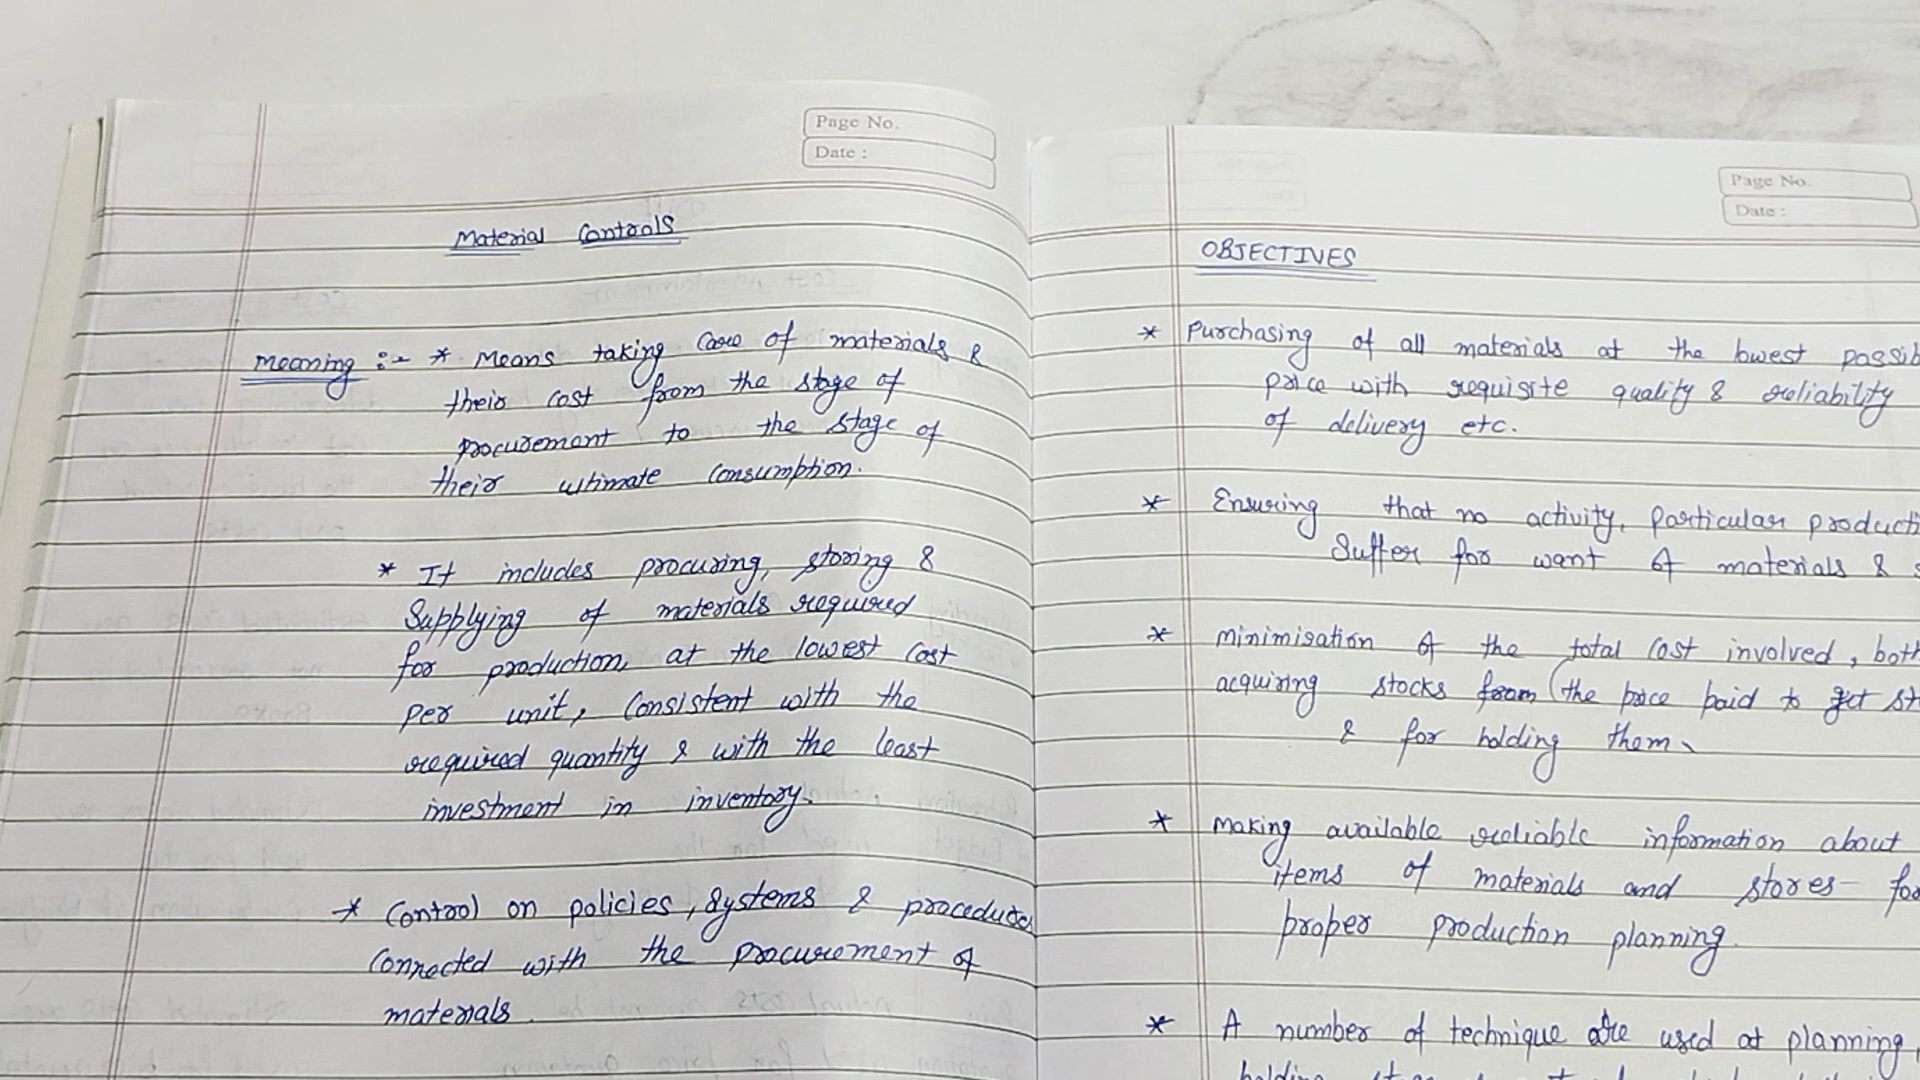 Page No.
Date :
Material Controls
Meaning :- * Means taking care of materials &
their cost from the stage of
procurement to the stage of
their ultimate consumption.
* It includes procuring, storing &
Supplying of materials required
for production, at the lowest cost
per unit, consistent with the
required quantity & with the least
investment in inventory.
* Control on policies, systems & procedures
connected with the procurement of
materials.
Page No.
Date :
OBJECTIVES
* Purchasing of all materials at the lowest possib
price with requisite quality & reliability
of delivery etc.
* Ensuring that no activity, particular producti
Suffer for want of materials & s
* minimisation of the total cost involved, both
acquiring stocks from (the price paid to get st
& for holding them.
* Making available reliable information about
items of materials and stores for
proper production planning.
* A number of technique are used at planning,
holding